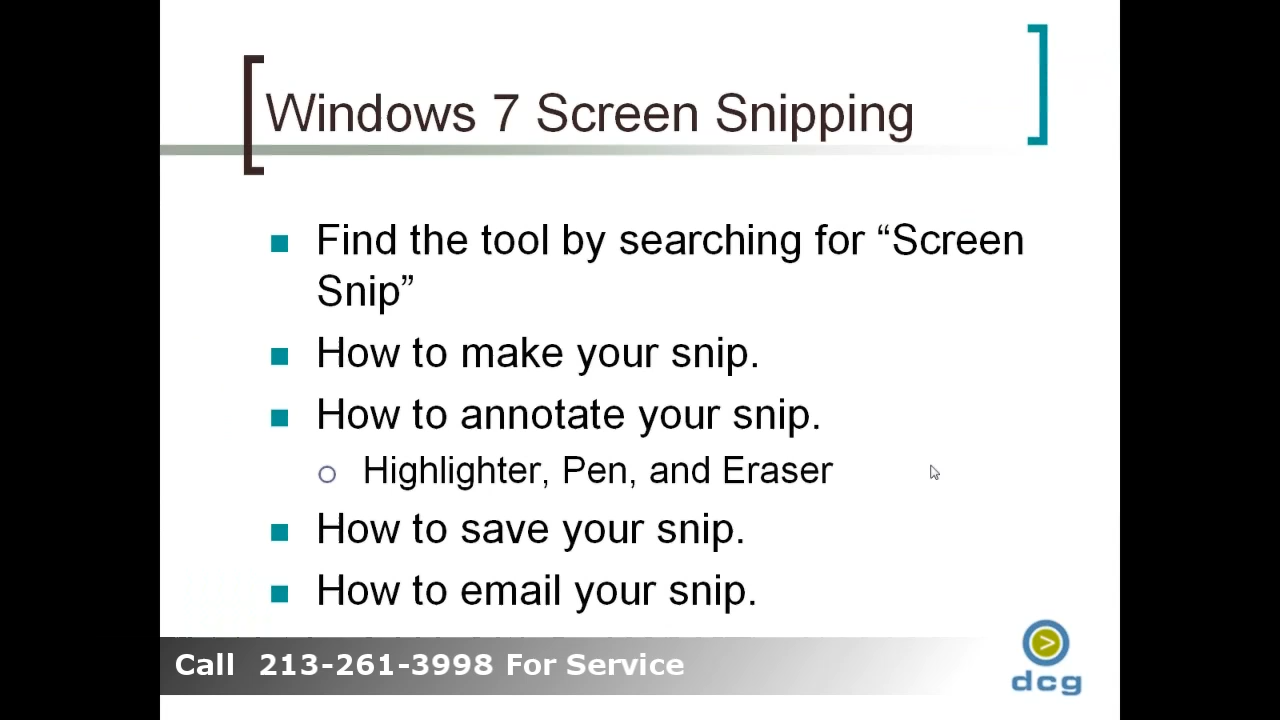 Windows 7 Screen Snipping
Find the tool by searching for “Screen
Snip”
How to make your snip.
How to annotate your snip.
Highlighter, Pen, and Eraser
How to save your snip.
How to email your snip.
Call 213-261-3998 For Service
dcg